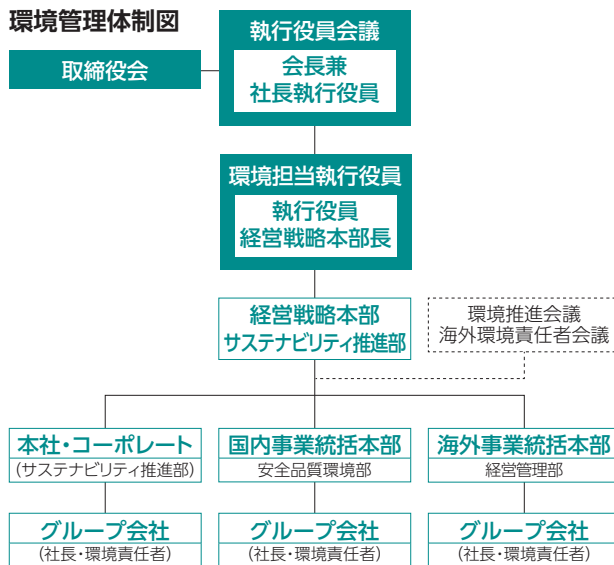 環境管理体制図
取締役会
執行役員会議
会長兼
社長執行役員
環境担当執行役員
執行役員
経営戦略本部長
経営戦略本部
サステナビリティ推進部
環境推進会議
海外環境責任者会議
本社・コーポレート
(サステナビリティ推進部)
国内事業統括本部
安全品質環境部
海外事業統括本部
経営管理部
グループ会社
(社長・環境責任者)
グループ会社
(社長・環境責任者)
グループ会社
(社長・環境責任者)